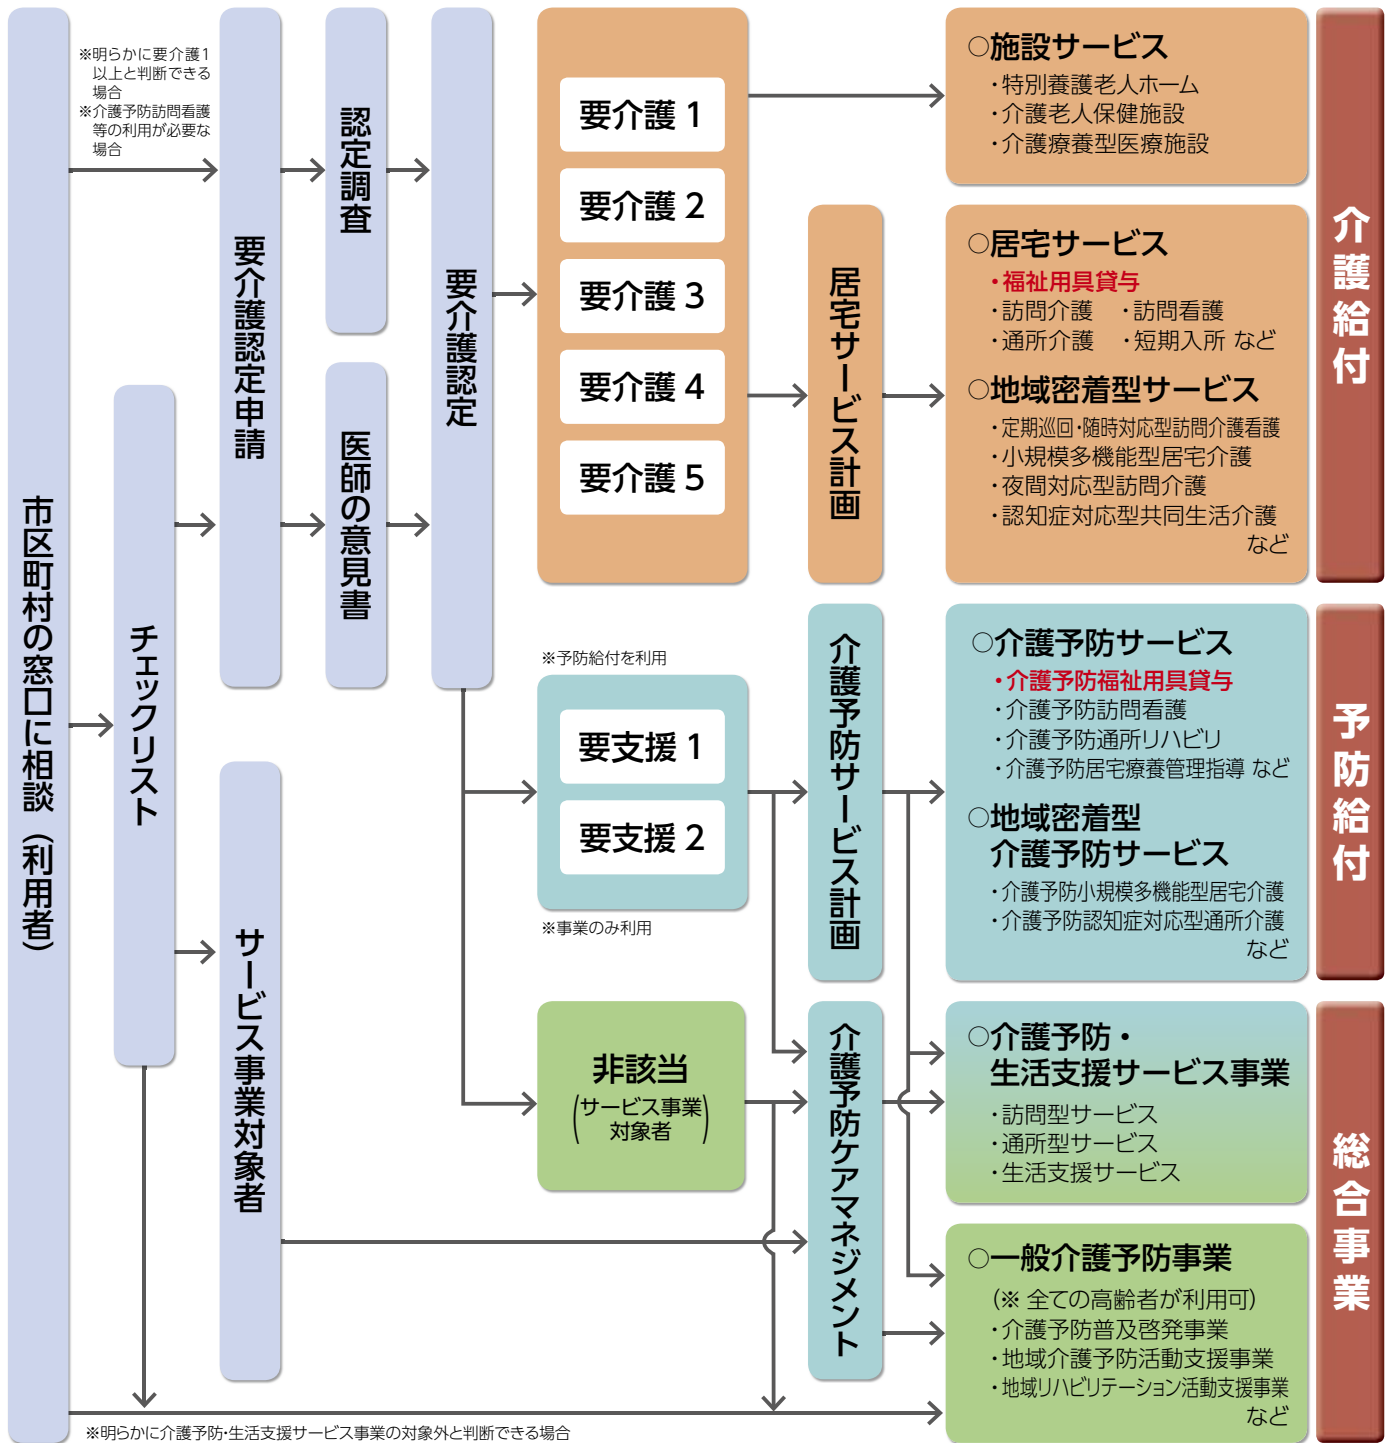 市区町村の窓口に相談（利用者）
※明らかに要介護1
以上と判断できる
場合
※介護予防訪問看護
等の利用が必要な
場合
チェックリスト
要介護認定申請
サービス事業対象者
認定調査
医師の意見書
要介護認定
要介護 1
要介護 2
要介護 3
要介護 4
要介護 5
※予防給付を利用
要支援 1
要支援 2
※事業のみ利用
非該当
（サービス事業
対象者）
居宅サービス計画
介護予防サービス計画
介護予防ケアマネジメント
○施設サービス
・特別養護老人ホーム
・介護老人保健施設
・介護療養型医療施設
○居宅サービス
・福祉用具貸与
・訪問介護 ・訪問看護
・通所介護 ・短期入所 など
○地域密着型サービス
・定期巡回・随時対応型訪問介護看護
・小規模多機能型居宅介護
・夜間対応型訪問介護
・認知症対応型共同生活介護
など
介護給付
○介護予防サービス
・介護予防福祉用具貸与
・介護予防訪問看護
・介護予防通所リハビリ
・介護予防居宅療養管理指導 など
○地域密着型
介護予防サービス
・介護予防小規模多機能型居宅介護
・介護予防認知症対応型通所介護
など
予防給付
○介護予防・
生活支援サービス事業
・訪問型サービス
・通所型サービス
・生活支援サービス
○一般介護予防事業
（※ 全ての高齢者が利用可）
・介護予防普及啓発事業
・地域介護予防活動支援事業
・地域リハビリテーション活動支援事業
など
総合事業
※明らかに介護予防・生活支援サービス事業の対象外と判断できる場合